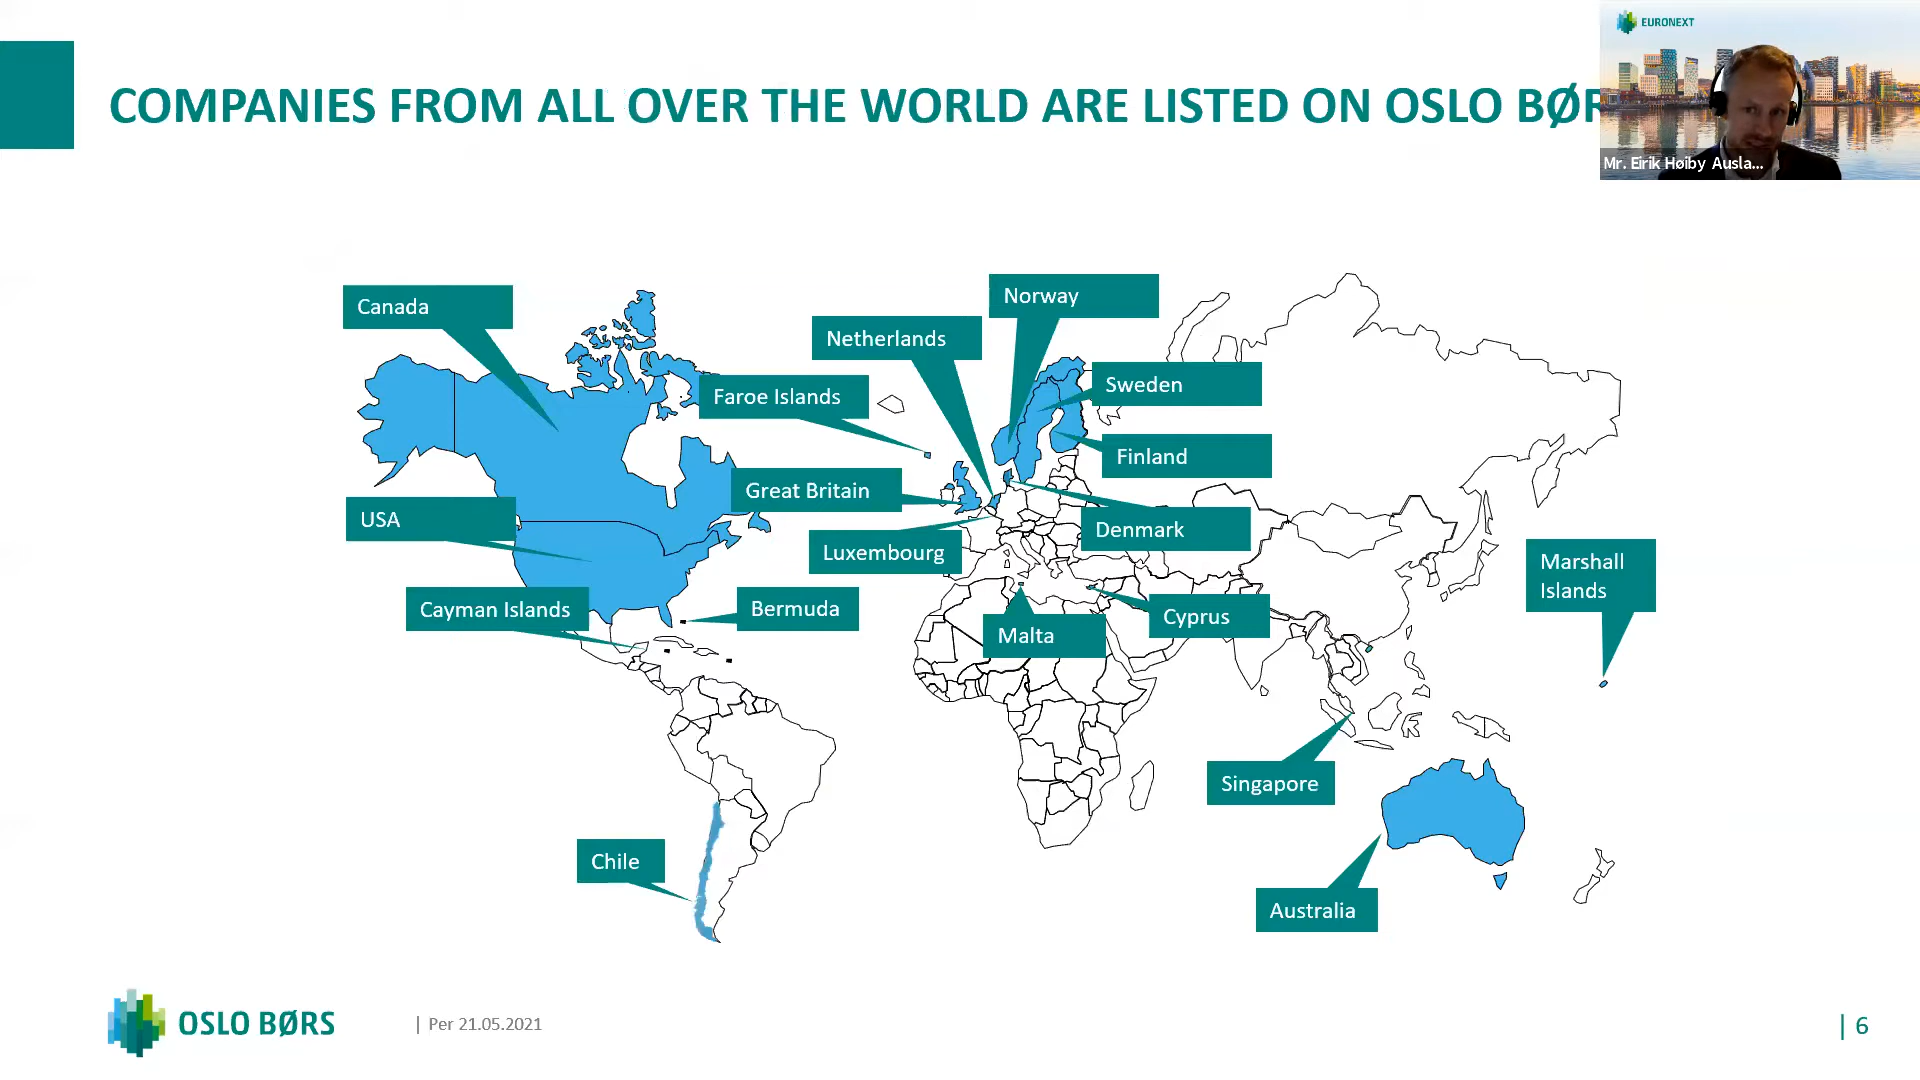 EURONEXT
COMPANIES FROM ALL OVER THE WORLD ARE LISTED ON OSLO BØR
Mr. Eirik Høiby Ausla...
Norway
Canada
Netherlands
Sweden
Faroe Islands
Finland
Great Britain
USA
Denmark
Luxembourg
Marshall
Islands
Cayman Islands
Bermuda
Cyprus
Malta
Singapore
Chile
Australia
OSLO BØRS
| Per 21.05.2021
| 6